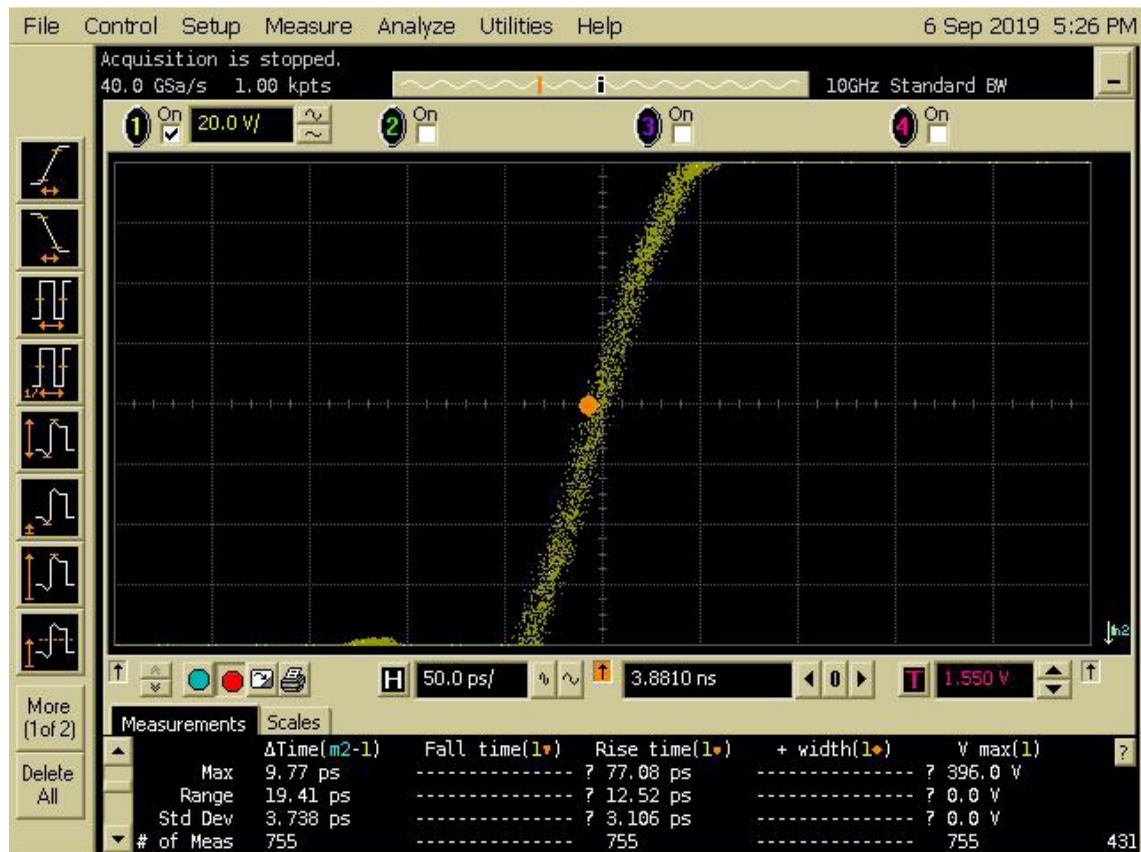 File Control Setup Measure Analyze Utilities Help 6 Sep 2019 5:26 PM
Acquisition is stopped.
40.0 GSa/s 1.00 kpts 10GHz Standard BW
1 On 20.0 V/ 2 On 3 On 4 On
1/
More
(1of 2)
Delete
All
H 50.0 ps/ 3.8810 ns 0 T 1.550 V
Measurements Scales
ΔTime(m2-1) Fall time(1) Rise time(1) + width(1) V max(1) ?
Max 9.77 ps --------------- ? 77.08 ps --------------- ? 396.0 V
Range 19.41 ps --------------- ? 12.52 ps --------------- ? 0.0 V
Std Dev 3.738 ps --------------- ? 3.106 ps --------------- ? 0.0 V
# of Meas 755 --------------- 755 --------------- 755 431